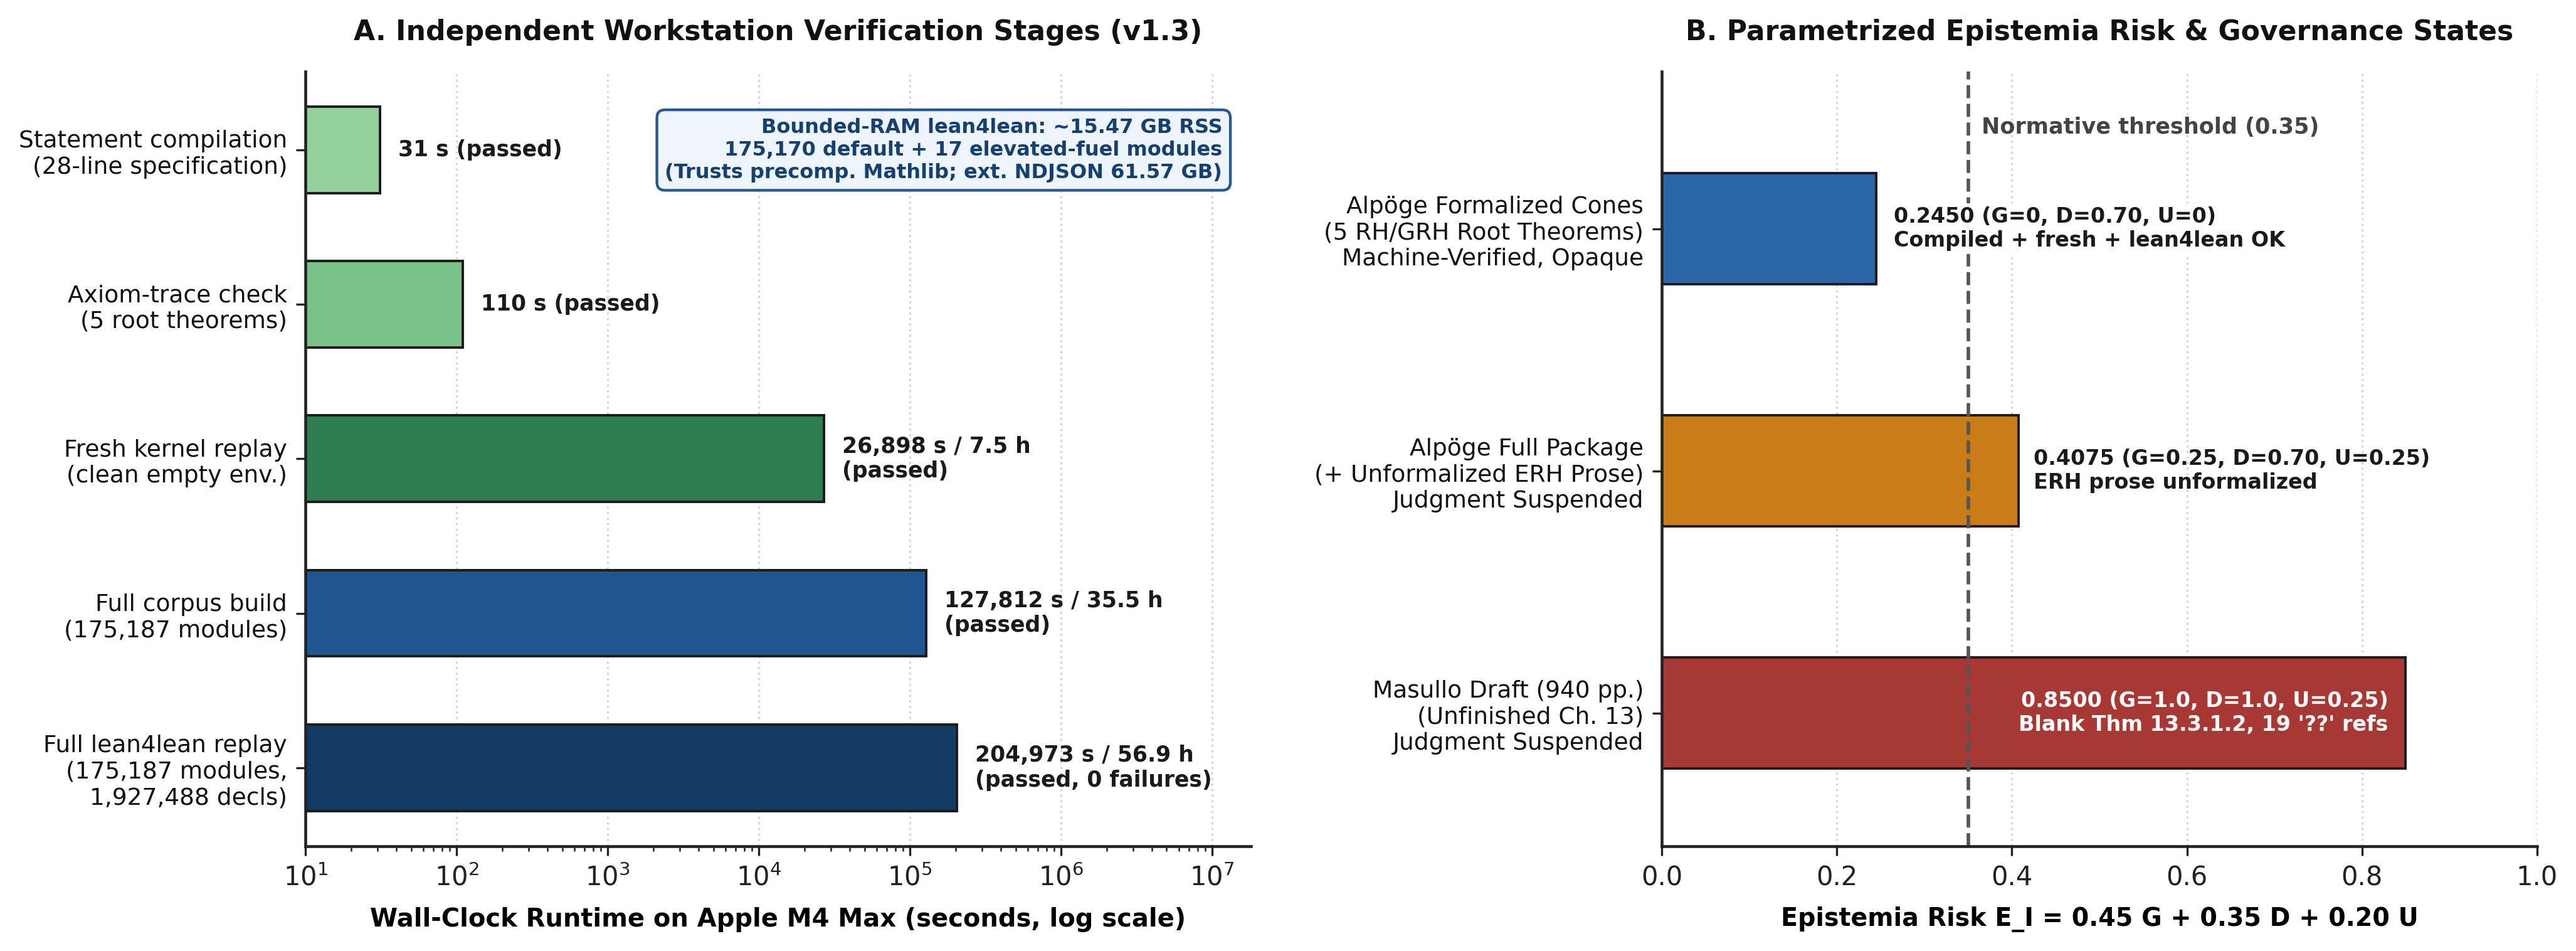 A. Independent Workstation Verification Stages (v1.3)
Statement compilation
(28-line specification)
31 s (passed)
Bounded-RAM lean4lean: ~15.47 GB RSS
175,170 default + 17 elevated-fuel modules
(Trusts precomp. Mathlib; ext. NDJSON 61.57 GB)
Axiom-trace check
(5 root theorems)
110 s (passed)
Fresh kernel replay
(clean empty env.)
26,898 s / 7.5 h
(passed)
Full corpus build
(175,187 modules)
127,812 s / 35.5 h
(passed)
Full lean4lean replay
(175,187 modules,
1,927,488 decls)
204,973 s / 56.9 h
(passed, 0 failures)
10¹ 10² 10³ 10⁴ 10⁵ 10⁶ 10⁷
Wall-Clock Runtime on Apple M4 Max (seconds, log scale)
B. Parametrized Epistemia Risk & Governance States
Normative threshold (0.35)
Alpöge Formalized Cones
(5 RH/GRH Root Theorems)
Machine-Verified, Opaque
0.2450 (G=0, D=0.70, U=0)
Compiled + fresh + lean4lean OK
Alpöge Full Package
(+ Unformalized ERH Prose)
Judgment Suspended
0.4075 (G=0.25, D=0.70, U=0.25)
ERH prose unformalized
Masullo Draft (940 pp.)
(Unfinished Ch. 13)
Judgment Suspended
0.8500 (G=1.0, D=1.0, U=0.25)
Blank Thm 13.3.1.2, 19 '??' refs
0.0 0.2 0.4 0.6 0.8 1.0
Epistemia Risk E_I = 0.45 G + 0.35 D + 0.20 U